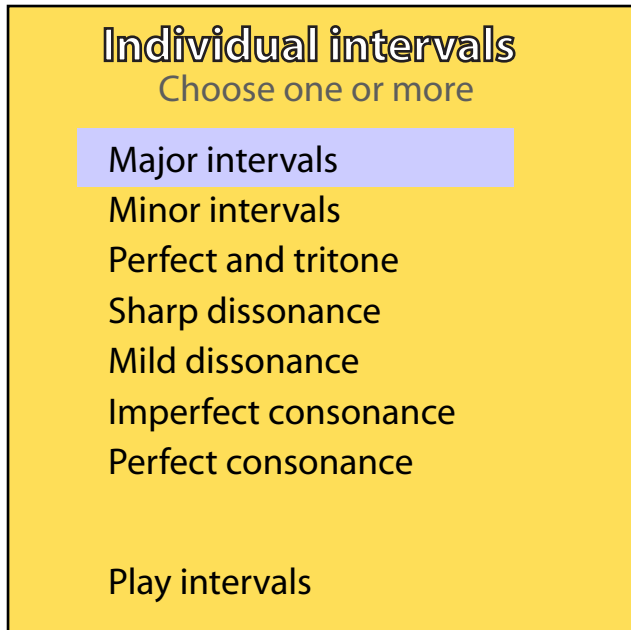 Individual intervals
Choose one or more
Major intervals
Minor intervals
Perfect and tritone
Sharp dissonance
Mild dissonance
Imperfect consonance
Perfect consonance
Play intervals